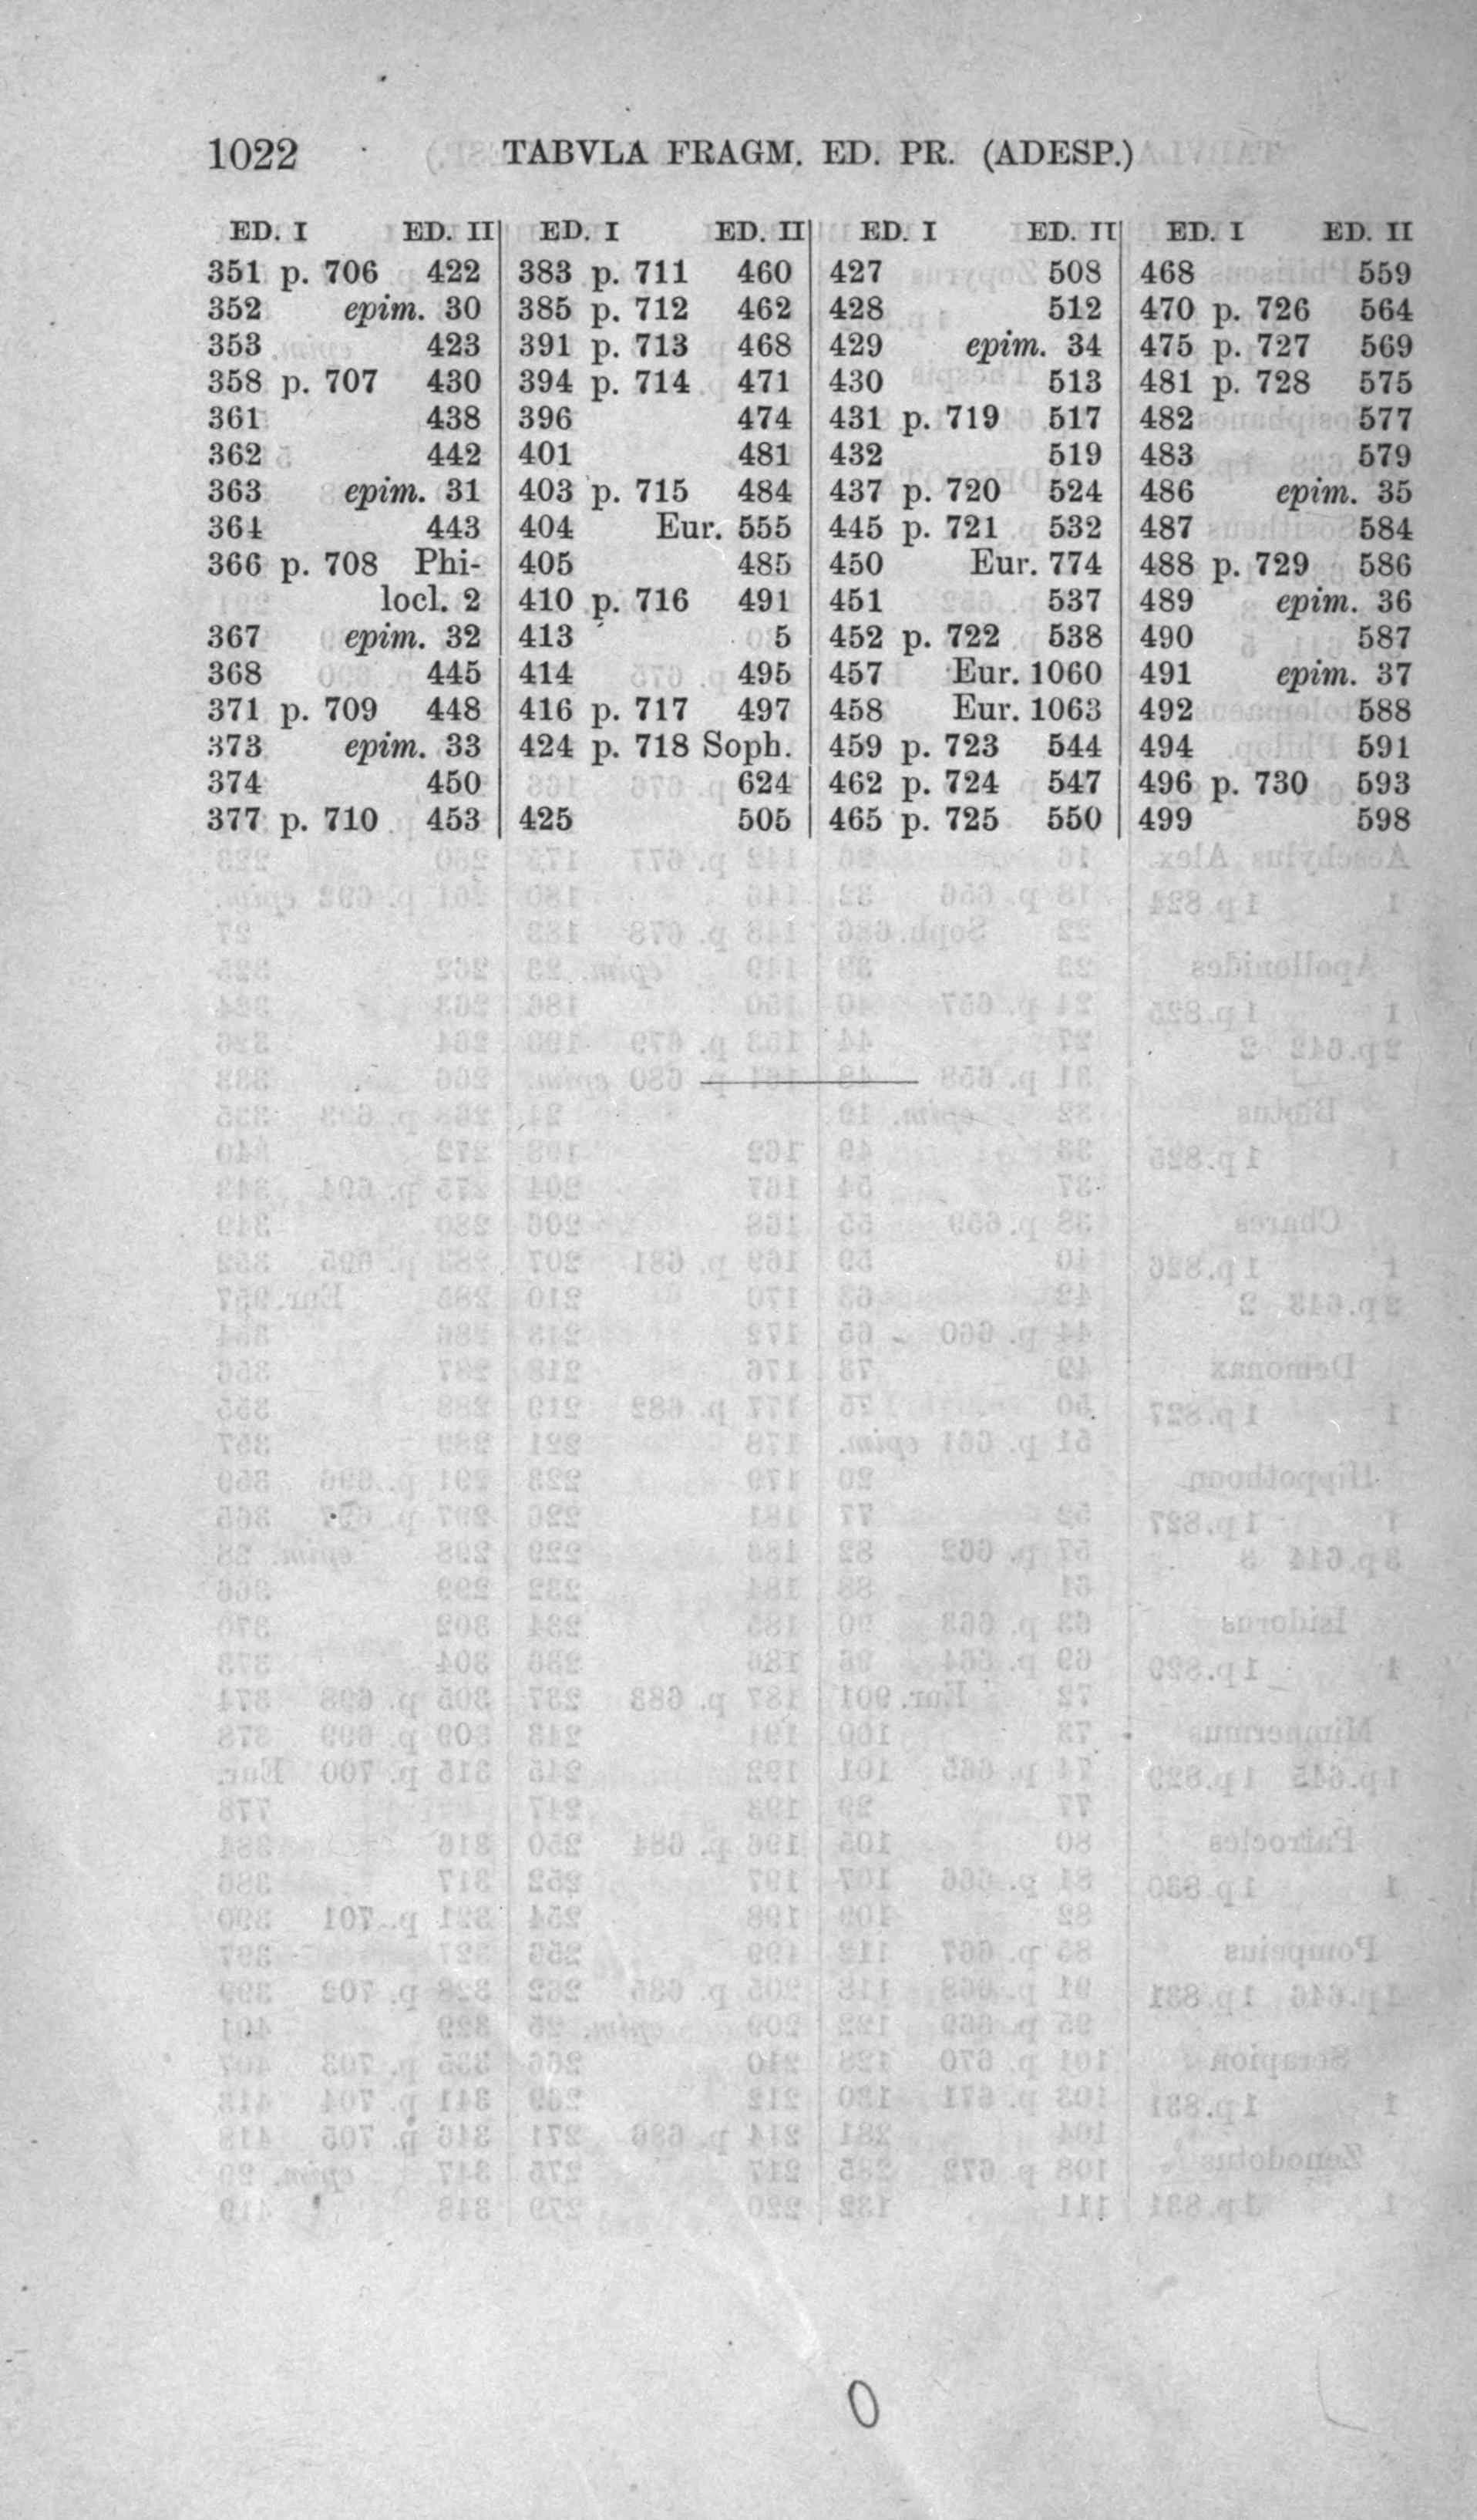 1022 TABVLA FRAGM. ED. PR. (ADESP.)
ED. I ED. II
351 p. 706 422
352 epim. 30
353 423
358 p. 707 430
361 438
362 442
363 epim. 31
364 443
366 p. 708 Phi-
locl. 2
367 epim. 32
368 445
371 p. 709 448
373 epim. 33
374 450
377 p. 710 453
ED. I ED. II
383 p. 711 460
385 p. 712 462
391 p. 713 468
394 p. 714 471
396 474
401 481
403 p. 715 484
404 Eur. 555
405 485
410 p. 716 491
413 5
414 495
416 p. 717 497
424 p. 718 Soph.
624
425 505
ED. I ED. II
427 508
428 512
429 epim. 34
430 513
431 p. 719 517
432 519
437 p. 720 524
445 p. 721 532
450 Eur. 774
451 537
452 p. 722 538
457 Eur. 1060
458 Eur. 1063
459 p. 723 544
462 p. 724 547
465 p. 725 550
ED. I ED. II
468 559
470 p. 726 564
475 p. 727 569
481 p. 728 575
482 577
483 579
486 epim. 35
487 584
488 p. 729 586
489 epim. 36
490 587
491 epim. 37
492 588
494 591
496 p. 730 593
499 598
0